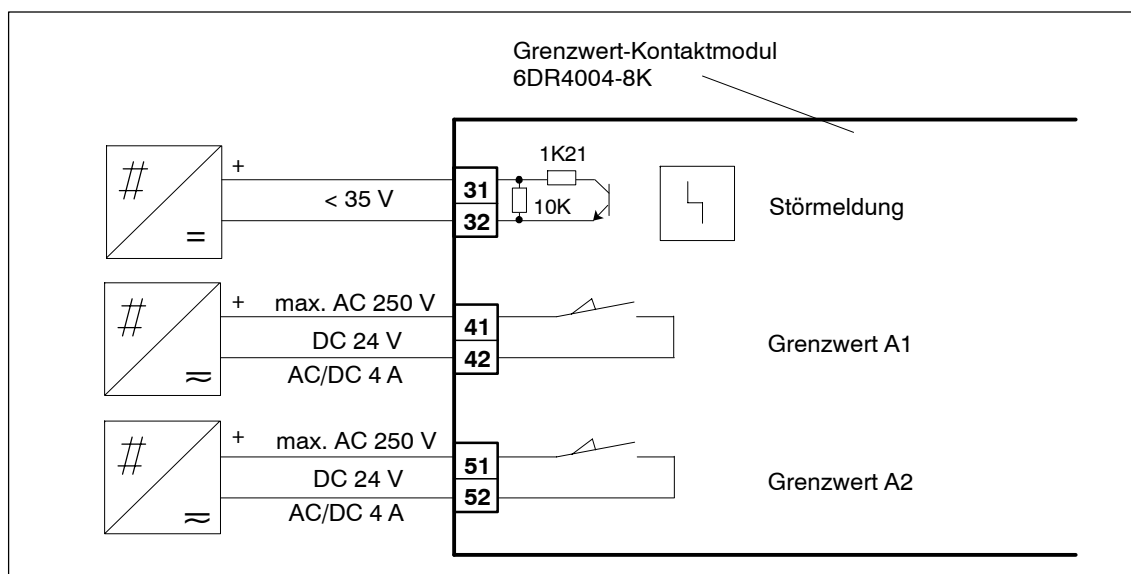 Grenzwert-Kontaktmodul
6DR4004-8K
+
< 35 V
=
31
32
1K21
10K
Störmeldung
+
max. AC 250 V
DC 24 V
AC/DC 4 A
41
42
Grenzwert A1
+
max. AC 250 V
DC 24 V
AC/DC 4 A
51
52
Grenzwert A2